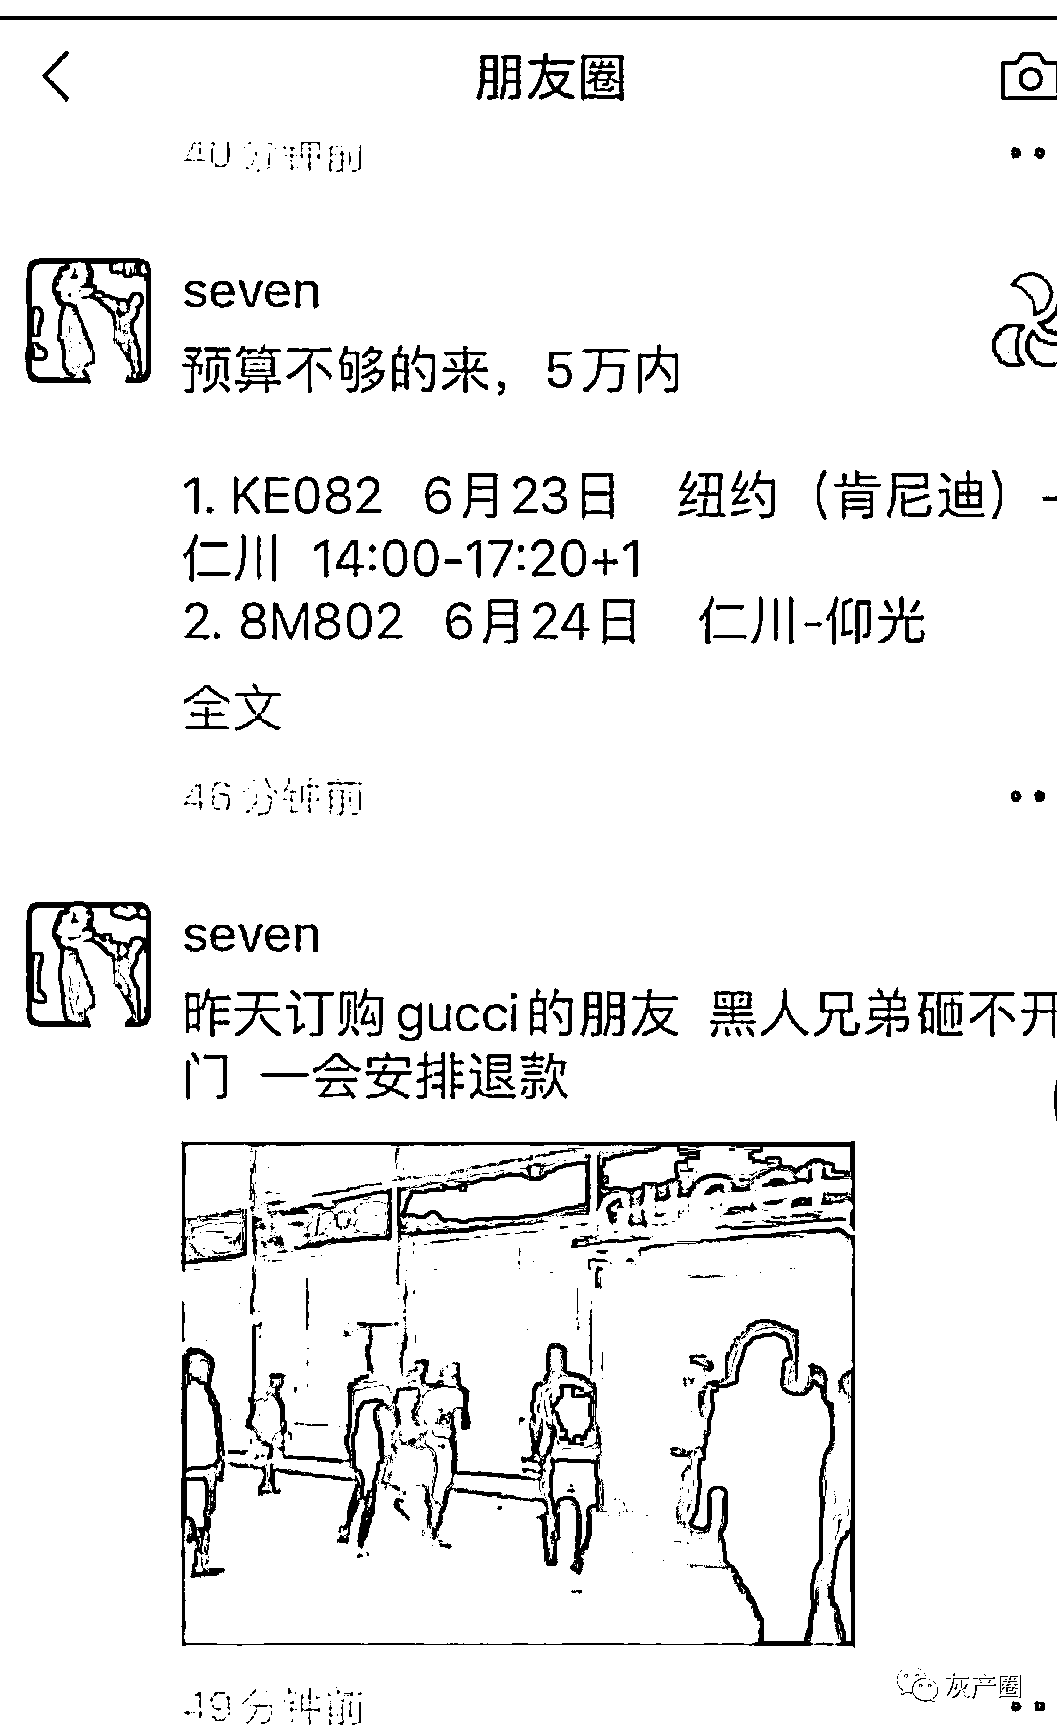 朋友圈
40分钟前
seven
预算不够的来，5万内
1. KE082 6月23日 纽约（肯尼迪）-
仁川 14:00-17:20+1
2. 8M802 6月24日 仁川-仰光
全文
46分钟前
seven
昨天订购gucci的朋友 黑人兄弟砸不开
门 一会安排退款
49分钟前
灰产圈